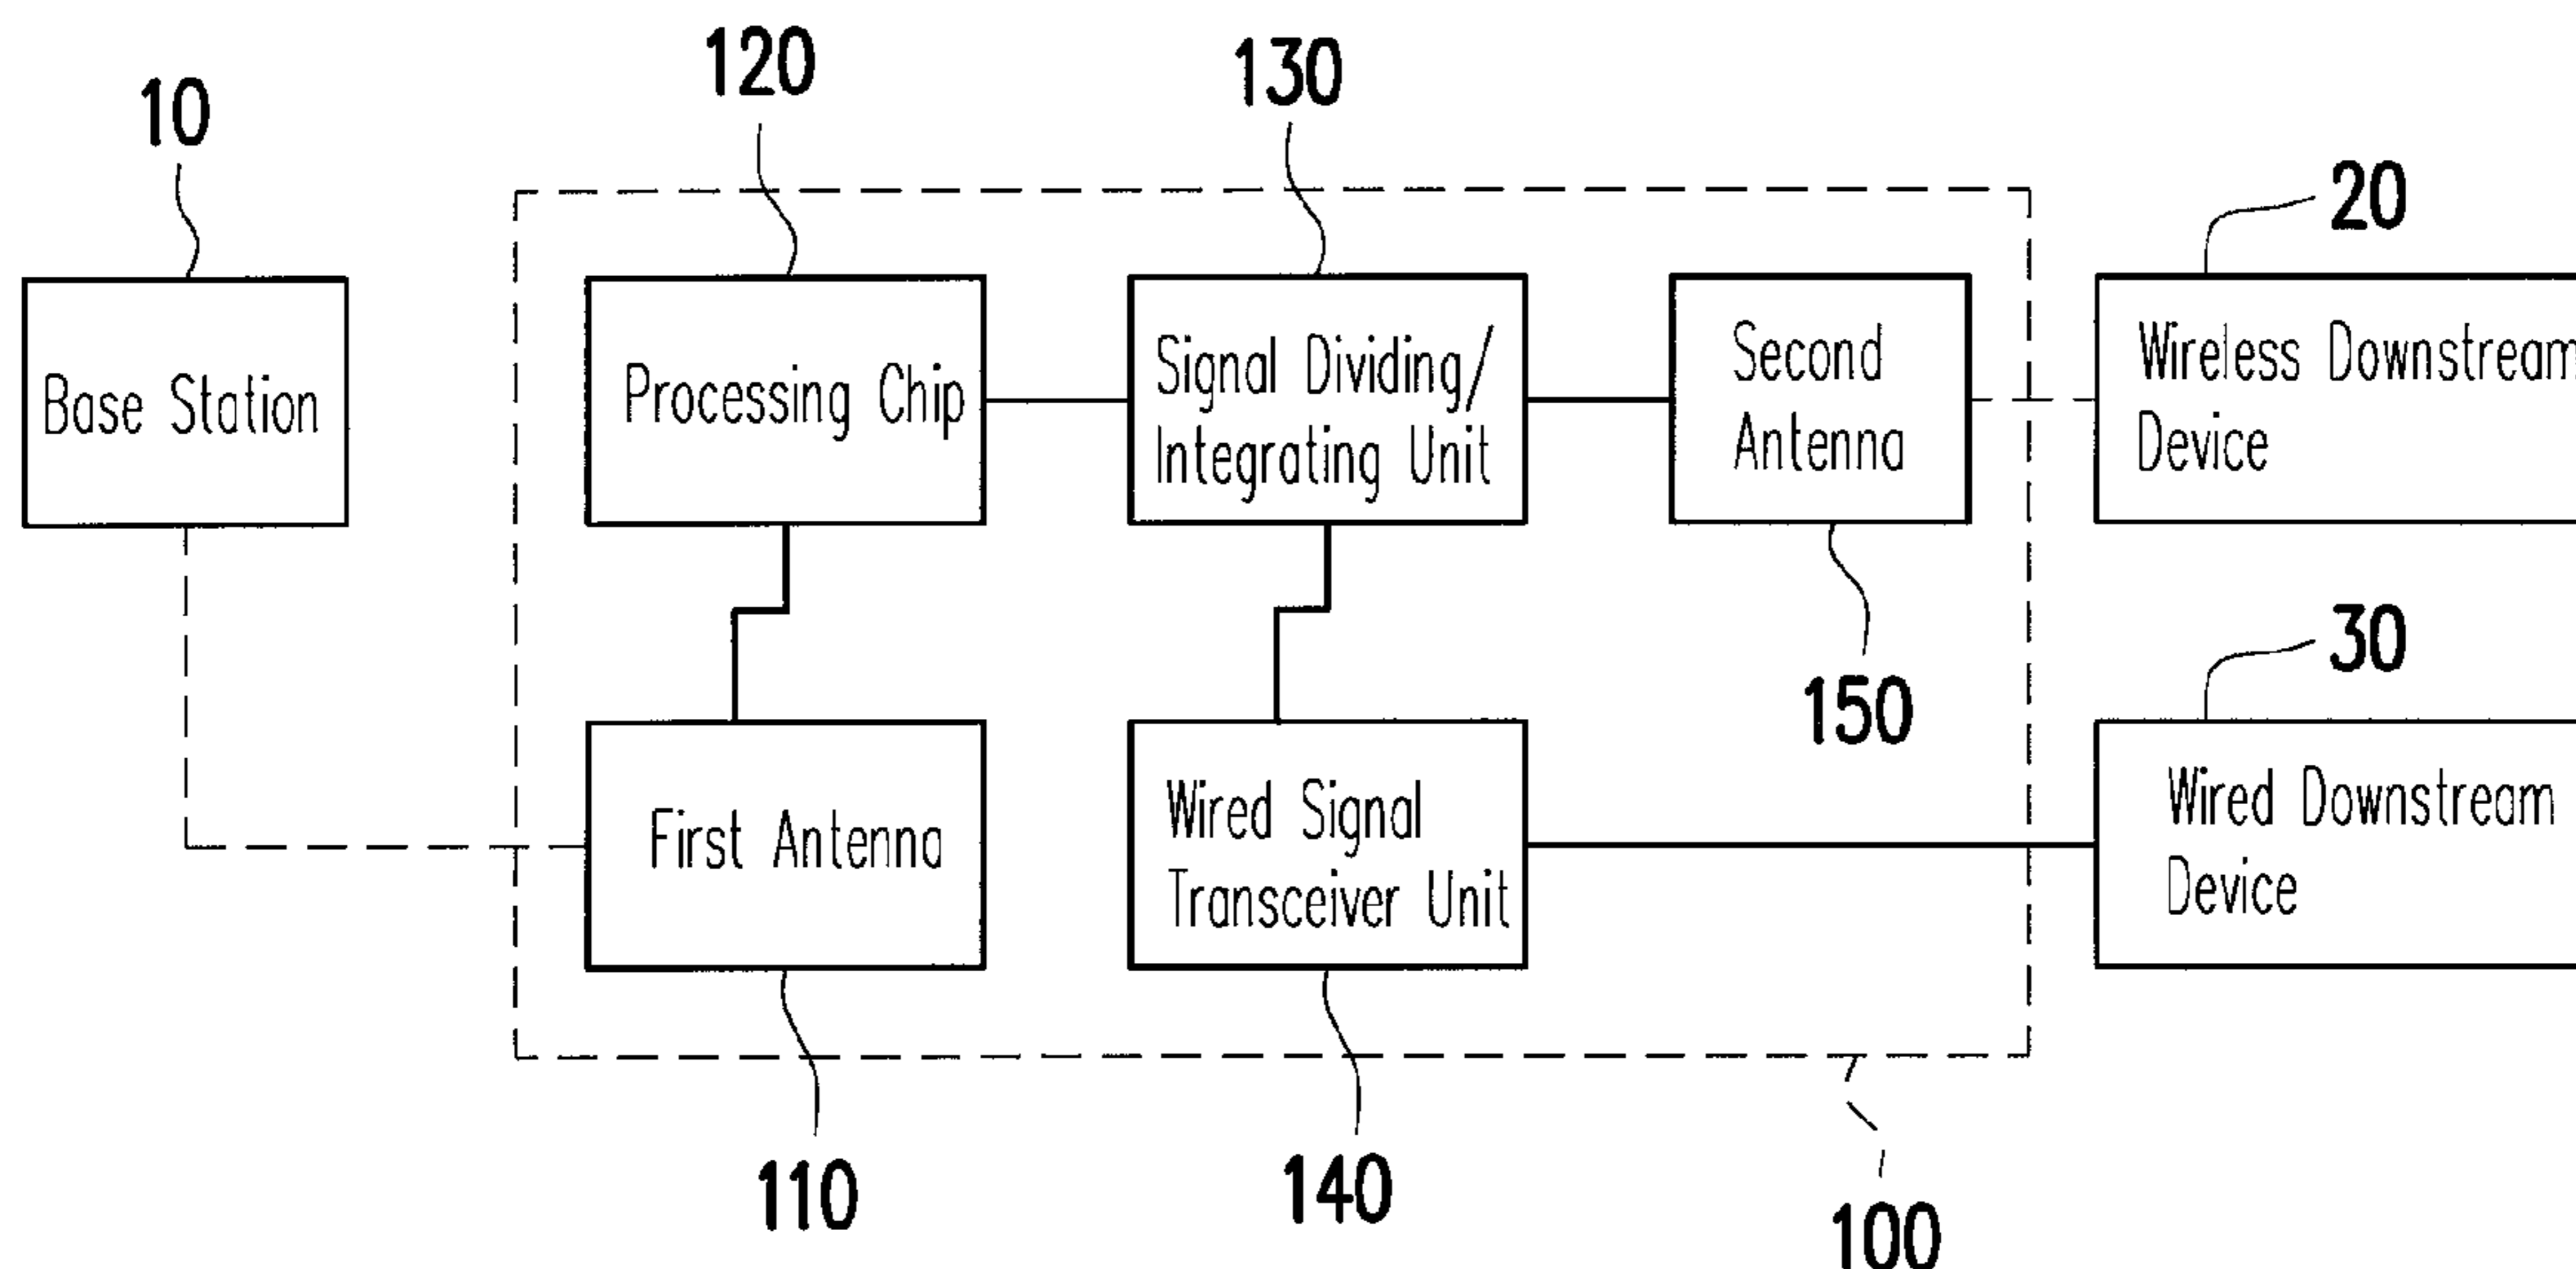 10
120
130
20
Base Station
Processing Chip
Signal Dividing/
Integrating Unit
Second
Antenna
Wireless Downstream
Device
30
150
First Antenna
Wired Signal
Transceiver Unit
Wired Downstream
Device
110
140
100